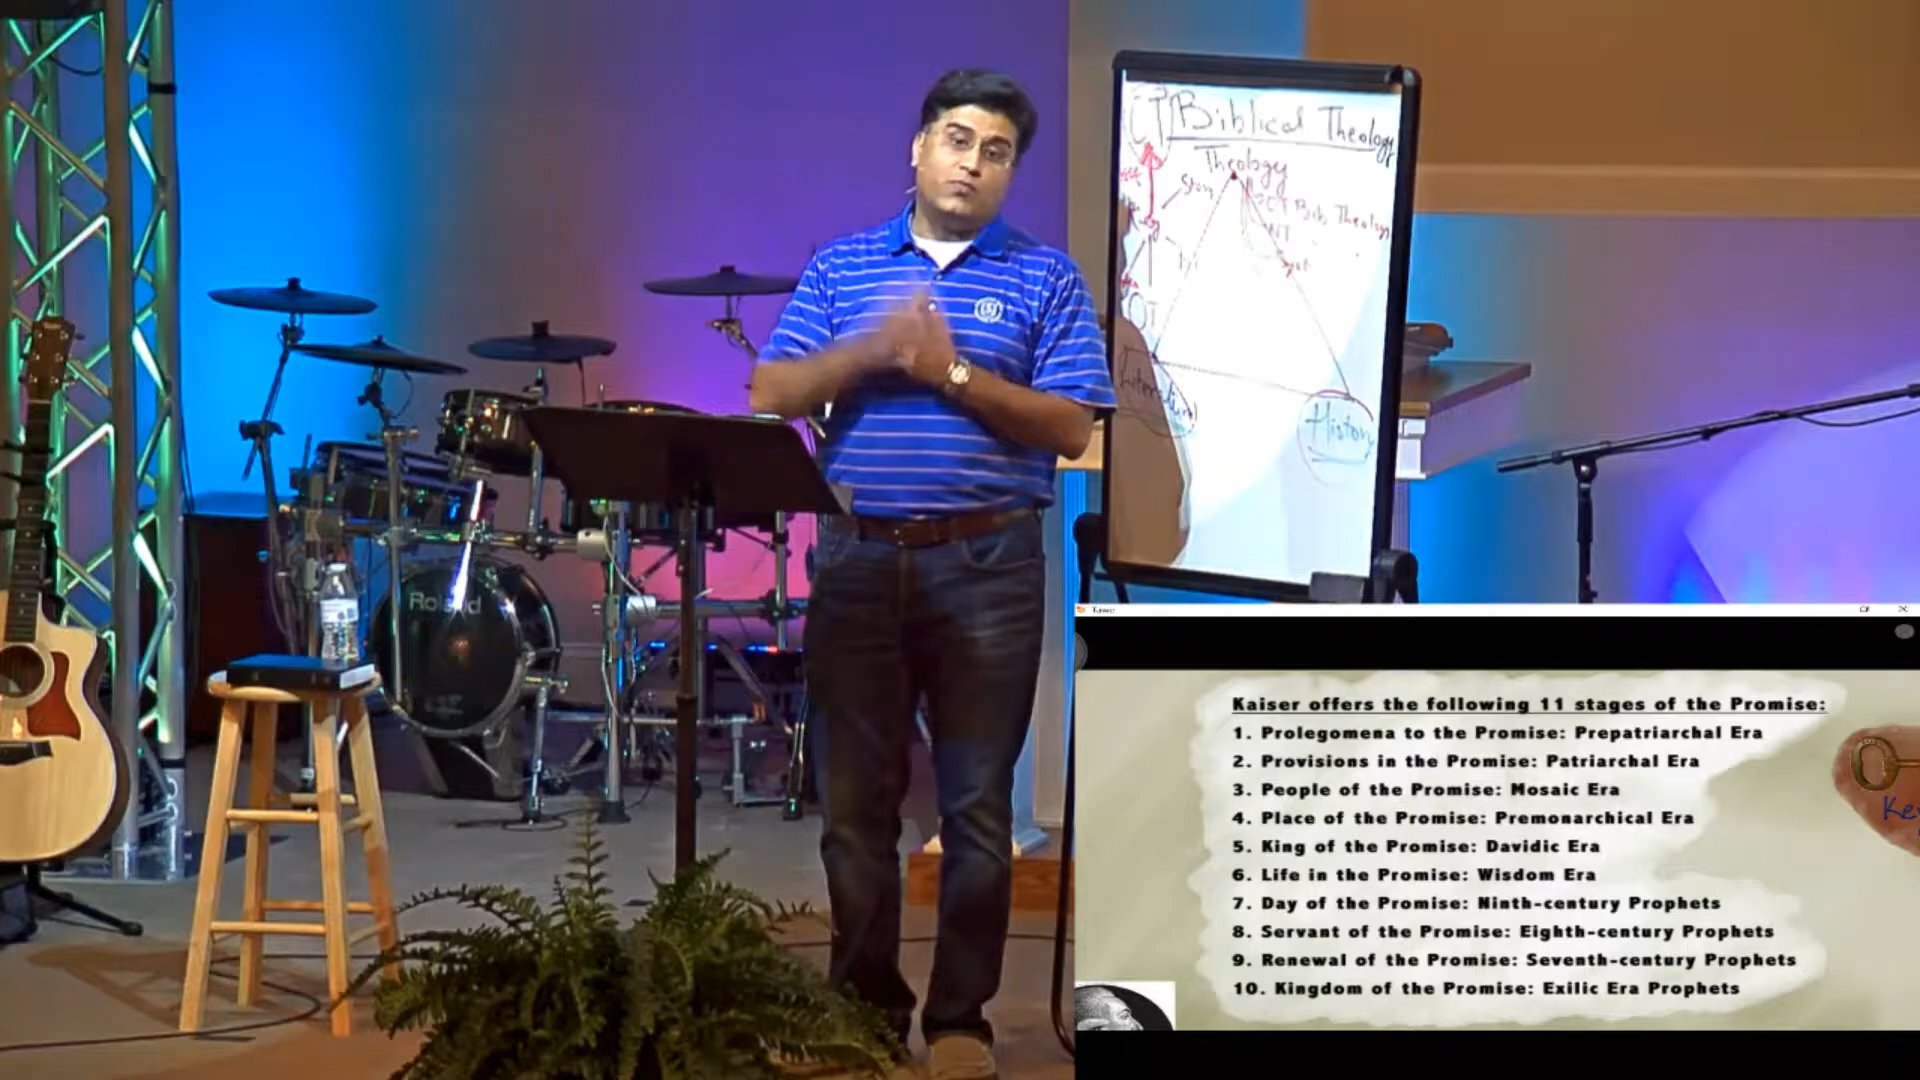 Biblical Theology
Theology
Story
Bib Theology
NT
OT
History
Roland
Kaiser offers the following 11 stages of the Promise:
1. Prolegomena to the Promise: Prepatriarchal Era
2. Provisions in the Promise: Patriarchal Era
3. People of the Promise: Mosaic Era
4. Place of the Promise: Premonarchical Era
5. King of the Promise: Davidic Era
6. Life in the Promise: Wisdom Era
7. Day of the Promise: Ninth-century Prophets
8. Servant of the Promise: Eighth-century Prophets
9. Renewal of the Promise: Seventh-century Prophets
10. Kingdom of the Promise: Exilic Era Prophets